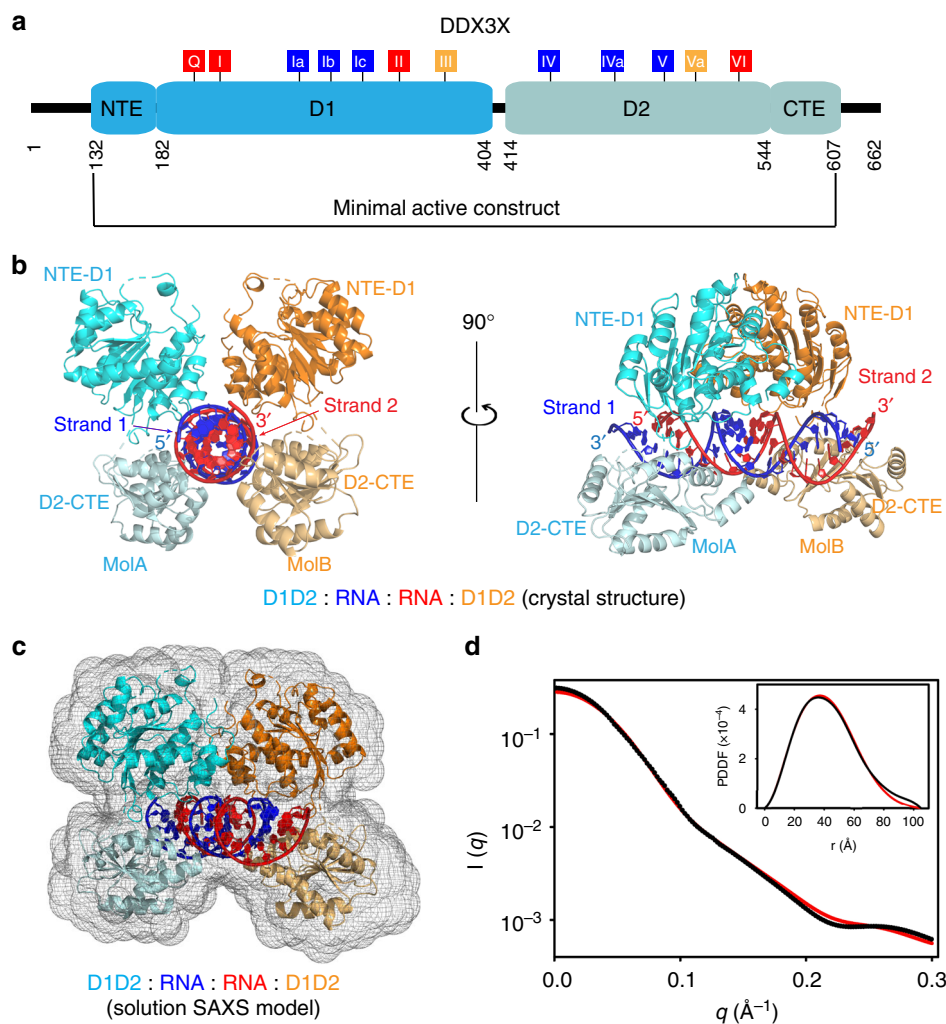 a
DDX3X
Q I Ia Ib Ic II III IV IVa V Va VI
NTE D1 D2 CTE
1 132 182 404 414 544 607 662
Minimal active construct
b
NTE-D1 NTE-D1
Strand 1 5′ 3′ Strand 2
D2-CTE D2-CTE
MolA MolB
90°
NTE-D1 NTE-D1
Strand 1 Strand 2
3′ 5′ 3′ 5′
D2-CTE D2-CTE
MolA MolB
D1D2 : RNA : RNA : D1D2 (crystal structure)
c
D1D2 : RNA : RNA : D1D2
(solution SAXS model)
d
I (q)
10⁻¹
10⁻²
10⁻³
0.0 0.1 0.2 0.3
q (Å⁻¹)
PDDF (×10⁻⁴)
4
2
0
0 20 40 60 80 100
r (Å)